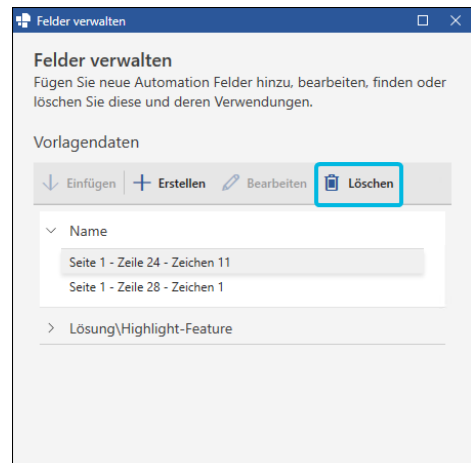 Felder verwalten
Felder verwalten
Fügen Sie neue Automation Felder hinzu, bearbeiten, finden oder
löschen Sie diese und deren Verwendungen.
Vorlagendaten
Einfügen Erstellen Bearbeiten Löschen
Name
Seite 1 - Zeile 24 - Zeichen 11
Seite 1 - Zeile 28 - Zeichen 1
Lösung\Highlight-Feature